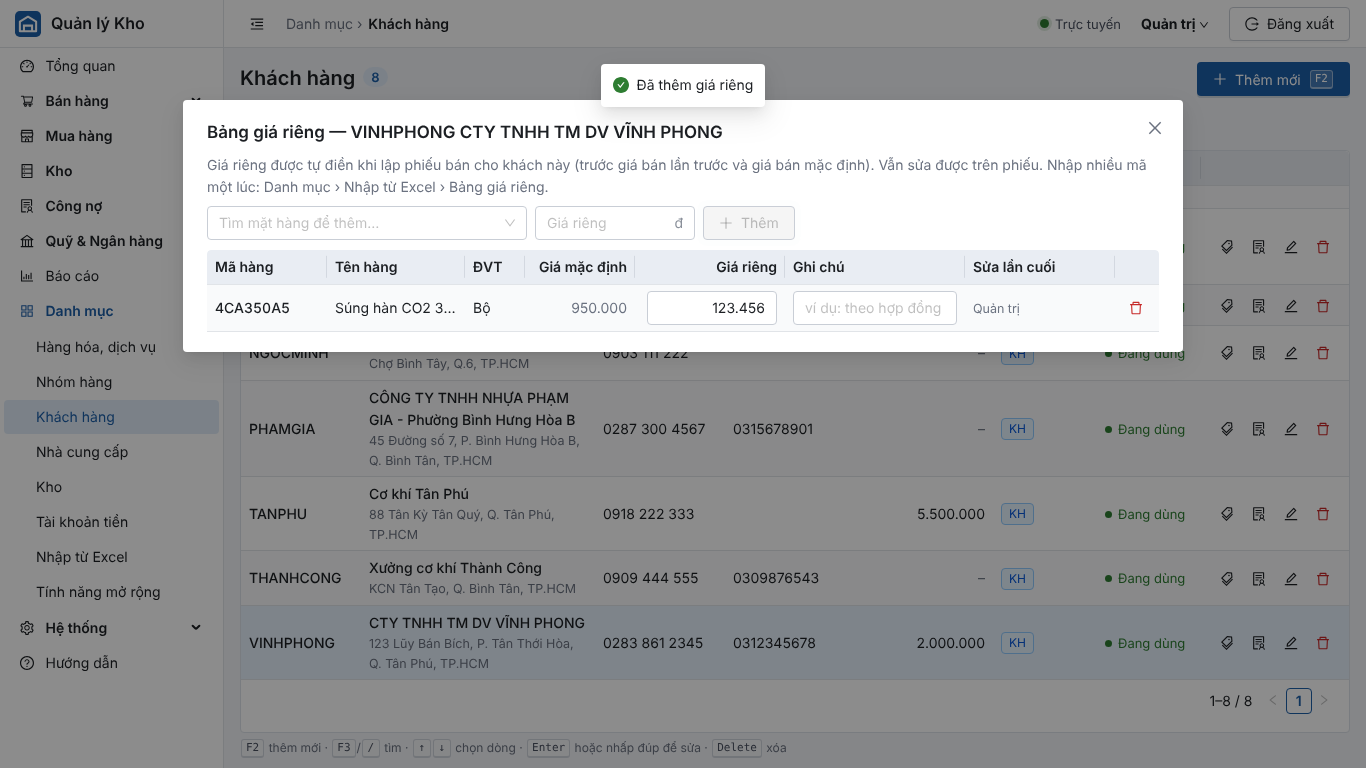 Quản lý Kho
Danh mục › Khách hàng
Trực tuyến
Quản trị
Đăng xuất
Tổng quan
Bán hàng
Mua hàng
Kho
Công nợ
Quỹ & Ngân hàng
Báo cáo
Danh mục
Hàng hóa, dịch vụ
Nhóm hàng
Khách hàng
Nhà cung cấp
Kho
Tài khoản tiền
Nhập từ Excel
Tính năng mở rộng
Hệ thống
Hướng dẫn
Khách hàng 8
Đã thêm giá riêng
Thêm mới F2
Bảng giá riêng — VINHPHONG CTY TNHH TM DV VĨNH PHONG
Giá riêng được tự điền khi lập phiếu bán cho khách này (trước giá bán lần trước và giá bán mặc định). Vẫn sửa được trên phiếu. Nhập nhiều mã
một lúc: Danh mục › Nhập từ Excel › Bảng giá riêng.
Tìm mặt hàng để thêm...
Giá riêng đ
Thêm
Mã hàng Tên hàng ĐVT Giá mặc định Giá riêng Ghi chú Sửa lần cuối
4CA350A5 Súng hàn CO2 3... Bộ 950.000 123.456 ví dụ: theo hợp đồng Quản trị
NGOCMINH 0903 111 222 – KH Đang dùng
Chợ Bình Tây, Q.6, TP.HCM
CÔNG TY TNHH NHỰA PHẠM
GIA - Phường Bình Hưng Hòa B
PHAMGIA 0287 300 4567 0315678901 – KH Đang dùng
45 Đường số 7, P. Bình Hưng Hòa B,
Q. Bình Tân, TP.HCM
Cơ khí Tân Phú
TANPHU 88 Tân Kỳ Tân Quý, Q. Tân Phú, 0918 222 333 5.500.000 KH Đang dùng
TP.HCM
Xưởng cơ khí Thành Công
THANHCONG 0909 444 555 0309876543 – KH Đang dùng
KCN Tân Tạo, Q. Bình Tân, TP.HCM
CTY TNHH TM DV VĨNH PHONG
VINHPHONG 123 Lũy Bán Bích, P. Tân Thới Hòa, 0283 861 2345 0312345678 2.000.000 KH Đang dùng
Q. Tân Phú, TP.HCM
1–8 / 8 1
F2 thêm mới · F3 / / tìm · ↑ ↓ chọn dòng · Enter hoặc nhấp đúp để sửa · Delete xóa